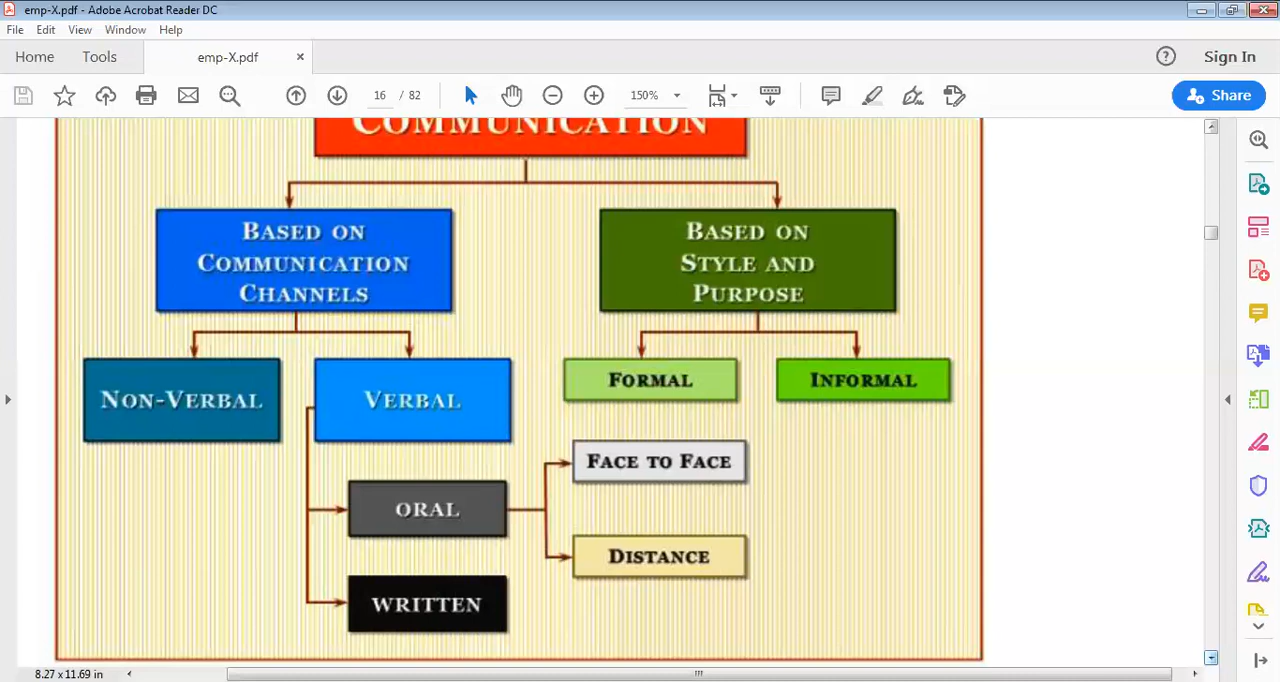 emp-X.pdf - Adobe Acrobat Reader DC
File Edit View Window Help
Home Tools emp-X.pdf × Sign In
16 / 82 150% Share
COMMUNICATION
BASED ON
COMMUNICATION
CHANNELS
BASED ON
STYLE AND
PURPOSE
NON-VERBAL
VERBAL
FORMAL
INFORMAL
FACE TO FACE
ORAL
DISTANCE
WRITTEN
8.27 x 11.69 in